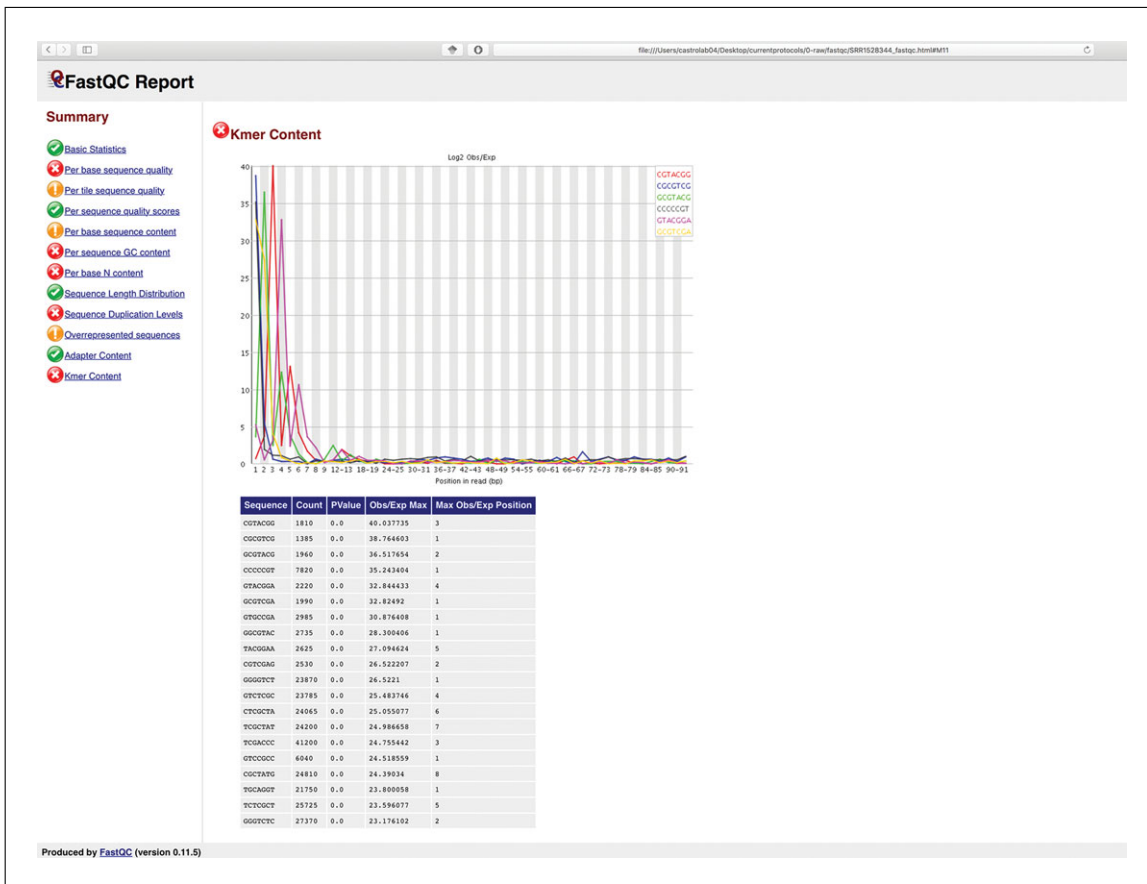 file:///Users/castrolab04/Desktop/currentprotocols/0-raw/fastqc/SRR1528344_fastqc.html#M11
FastQC Report
Summary
Basic Statistics
Per base sequence quality
Per tile sequence quality
Per sequence quality scores
Per base sequence content
Per sequence GC content
Per base N content
Sequence Length Distribution
Sequence Duplication Levels
Overrepresented sequences
Adapter Content
Kmer Content
Kmer Content
Log2 Obs/Exp
CGTACGG
CGCGTCG
GCGTACG
CCCCCGT
GTACGGA
GCGTCGA
40
35
30
25
20
15
10
5
0
1 2 3 4 5 6 7 8 9 12-13 18-19 24-25 30-31 36-37 42-43 48-49 54-55 60-61 66-67 72-73 78-79 84-85 90-91
Position in read (bp)
Sequence Count PValue Obs/Exp Max Max Obs/Exp Position
CGTACGG 1810 0.0 40.037735 3
CGCGTCG 1385 0.0 38.764603 1
GCGTACG 1960 0.0 36.517654 2
CCCCCGT 7820 0.0 35.243404 1
GTACGGA 2220 0.0 32.844433 4
GCGTCGA 1990 0.0 32.82492 1
GTGCCGA 2985 0.0 30.876408 1
GGCGTAC 2735 0.0 28.300406 1
TACGGAA 2625 0.0 27.094624 5
CGTCGAG 2530 0.0 26.522207 2
GGGGTCT 23870 0.0 26.5221 1
GTCTCGC 23785 0.0 25.483746 4
CTCGCTA 24065 0.0 25.055077 6
TCGCTAT 24200 0.0 24.986658 7
TCGACCC 41200 0.0 24.755442 3
GTCCGCC 6040 0.0 24.518559 1
CGCTATG 24810 0.0 24.39034 8
TGCAGGT 21750 0.0 23.800058 1
TCTCGCT 25725 0.0 23.596077 5
GGGTCTC 27370 0.0 23.176102 2
Produced by FastQC (version 0.11.5)